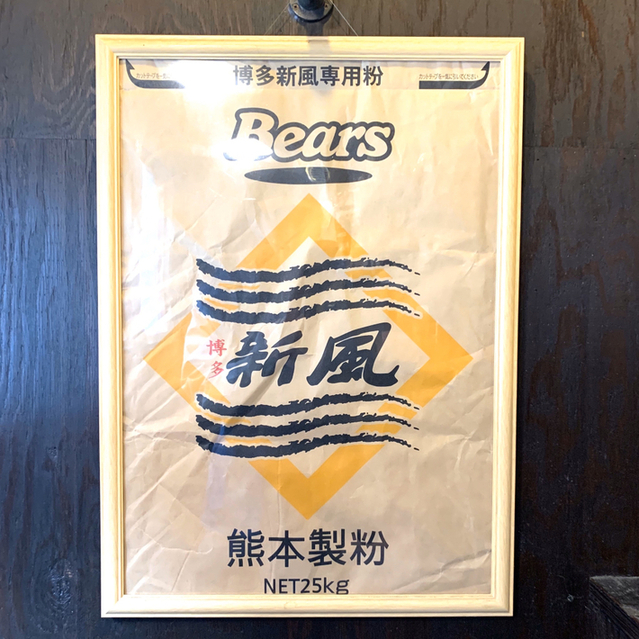 博多新風専用粉
Bears
博多
新風
熊本製粉
NET25kg